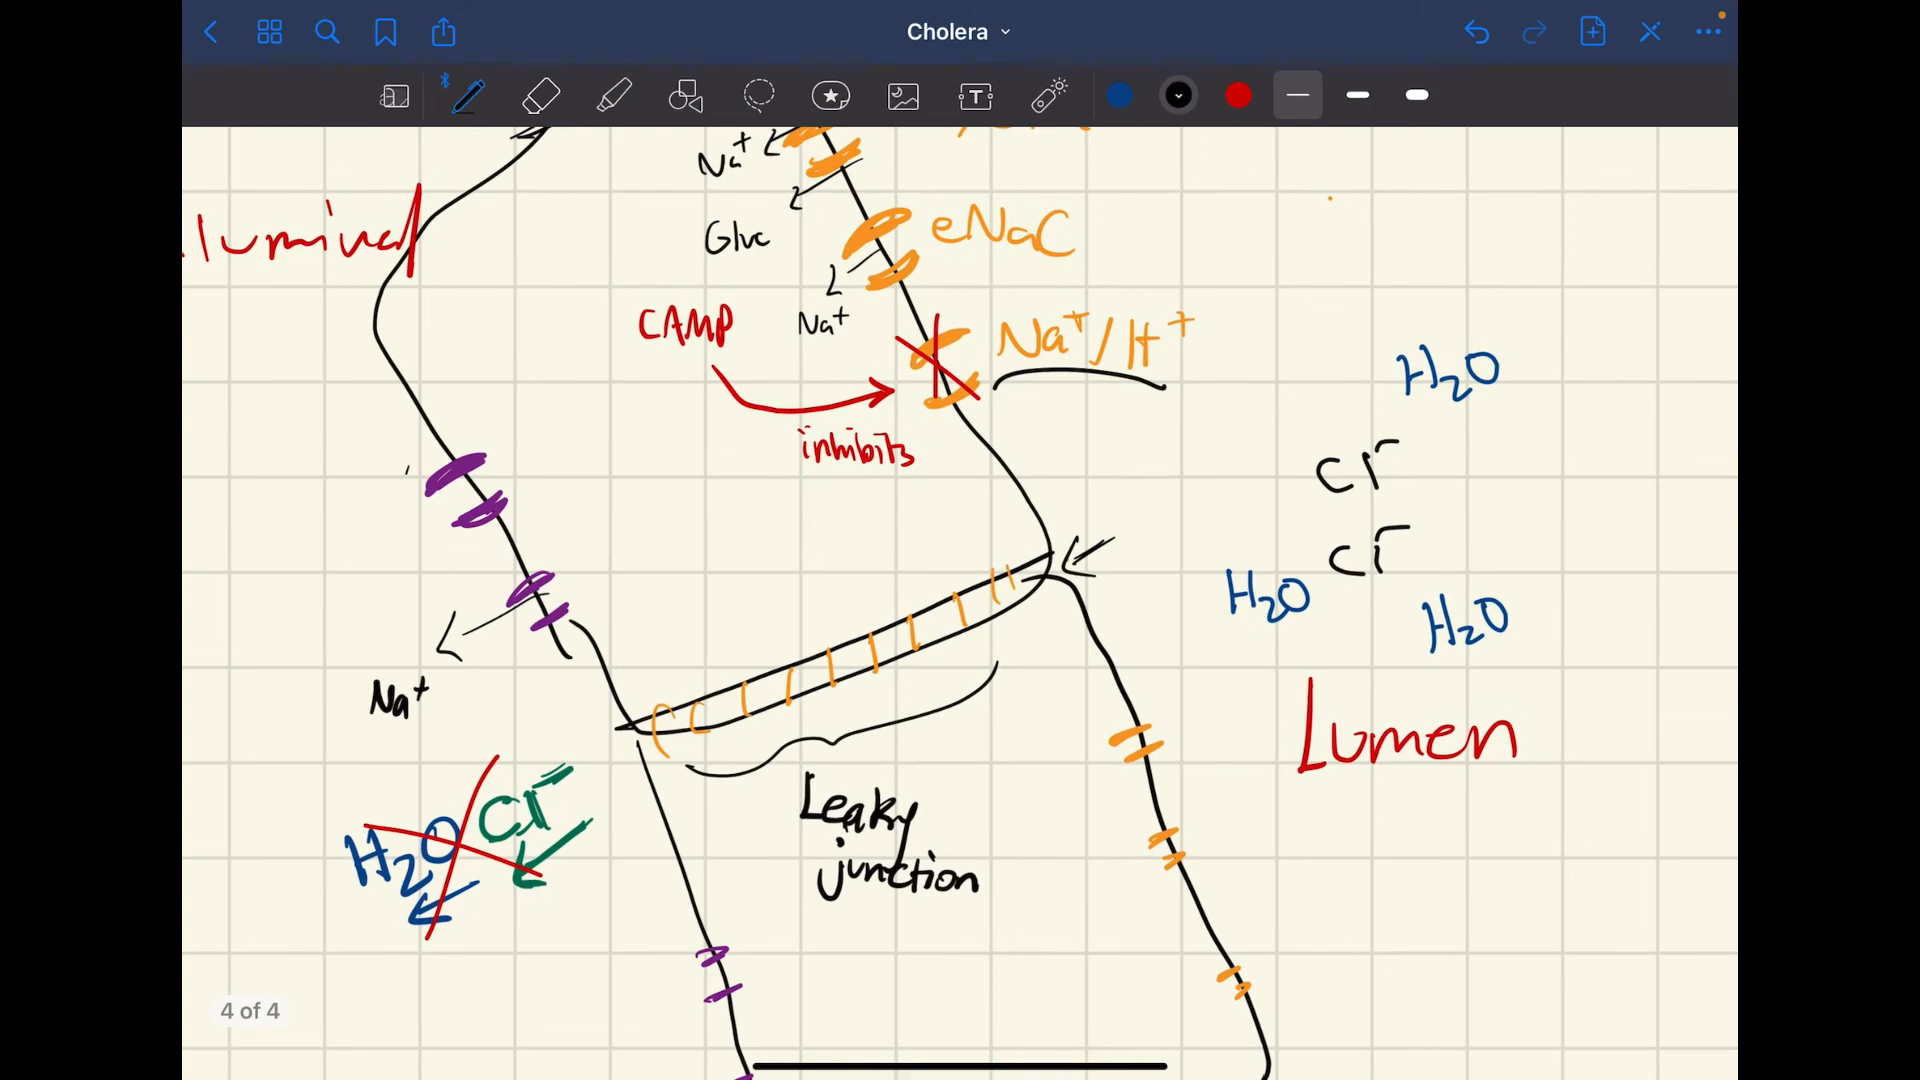 Cholera
Na⁺
luminal
Gluc
eNaC
CAMP
Na⁺
Na⁺/H⁺
inhibits
H₂O
Cl⁻
Cl⁻
H₂O
H₂O
Na⁺
Lumen
H₂O Cl⁻
Leaky
junction
4 of 4